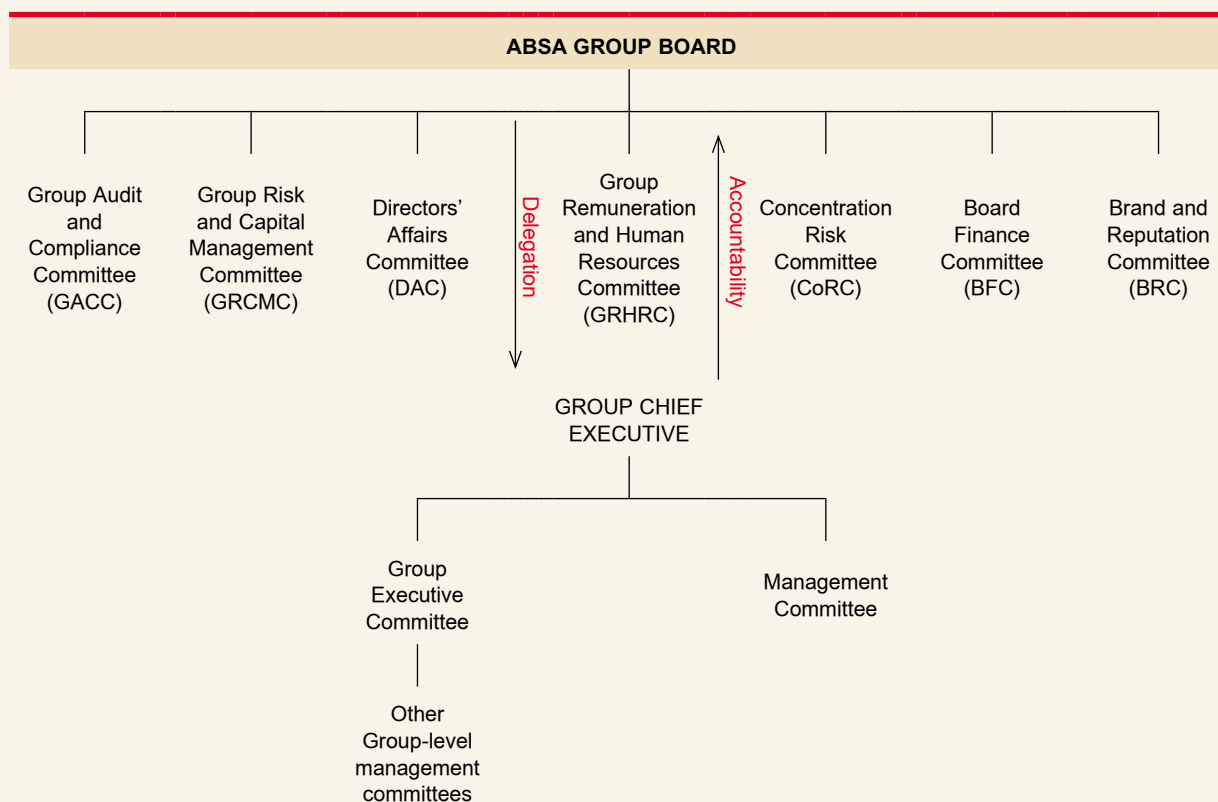 ABSA GROUP BOARD
Group Audit
and
Compliance
Committee
(GACC)
Group Risk
and Capital
Management
Committee
(GRCMC)
Directors’
Affairs
Committee
(DAC)
Delegation
Group
Remuneration
and Human
Resources
Committee
(GRHRC)
Accountability
Concentration
Risk
Committee
(CoRC)
Board
Finance
Committee
(BFC)
Brand and
Reputation
Committee
(BRC)
GROUP CHIEF
EXECUTIVE
Group
Executive
Committee
Management
Committee
Other
Group-level
management
committees